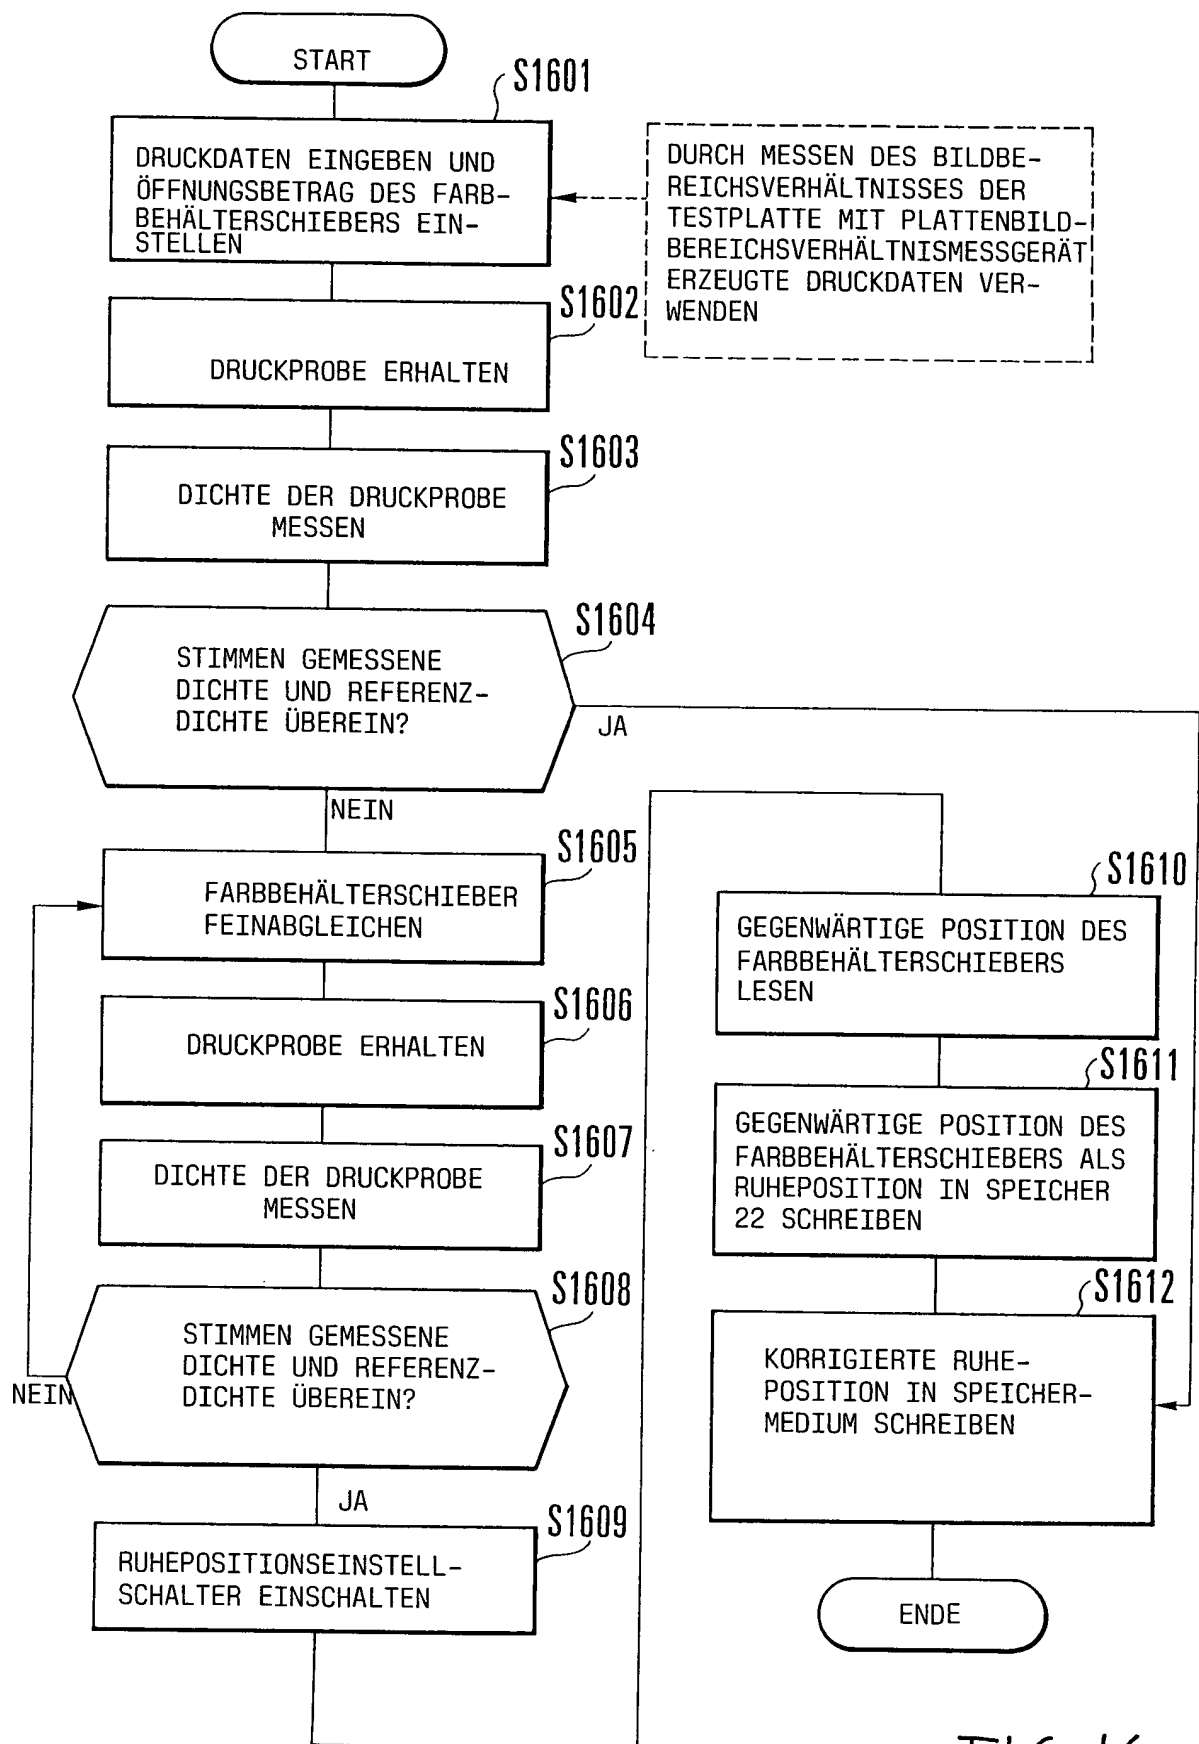 START
S1601
DRUCKDATEN EINGEBEN UND
ÖFFNUNGSBETRAG DES FARB-
BEHÄLTERSCHIEBERS EIN-
STELLEN
DURCH MESSEN DES BILDBE-
REICHSVERHÄLTNISSES DER
TESTPLATTE MIT PLATTENBILD-
BEREICHSVERHÄLTNISMESSGERÄT
ERZEUGTE DRUCKDATEN VER-
WENDEN
S1602
DRUCKPROBE ERHALTEN
S1603
DICHTE DER DRUCKPROBE
MESSEN
S1604
STIMMEN GEMESSENE
DICHTE UND REFERENZ-
DICHTE ÜBEREIN?
JA
NEIN
S1605
FARBBEHÄLTERSCHIEBER
FEINABGLEICHEN
S1606
DRUCKPROBE ERHALTEN
S1607
DICHTE DER DRUCKPROBE
MESSEN
S1608
STIMMEN GEMESSENE
DICHTE UND REFERENZ-
DICHTE ÜBEREIN?
NEIN
JA
S1609
RUHEPOSITIONSEINSTELL-
SCHALTER EINSCHALTEN
S1610
GEGENWÄRTIGE POSITION DES
FARBBEHÄLTERSCHIEBERS
LESEN
S1611
GEGENWÄRTIGE POSITION DES
FARBBEHÄLTERSCHIEBERS ALS
RUHEPOSITION IN SPEICHER
22 SCHREIBEN
S1612
KORRIGIERTE RUHE-
POSITION IN SPEICHER-
MEDIUM SCHREIBEN
ENDE